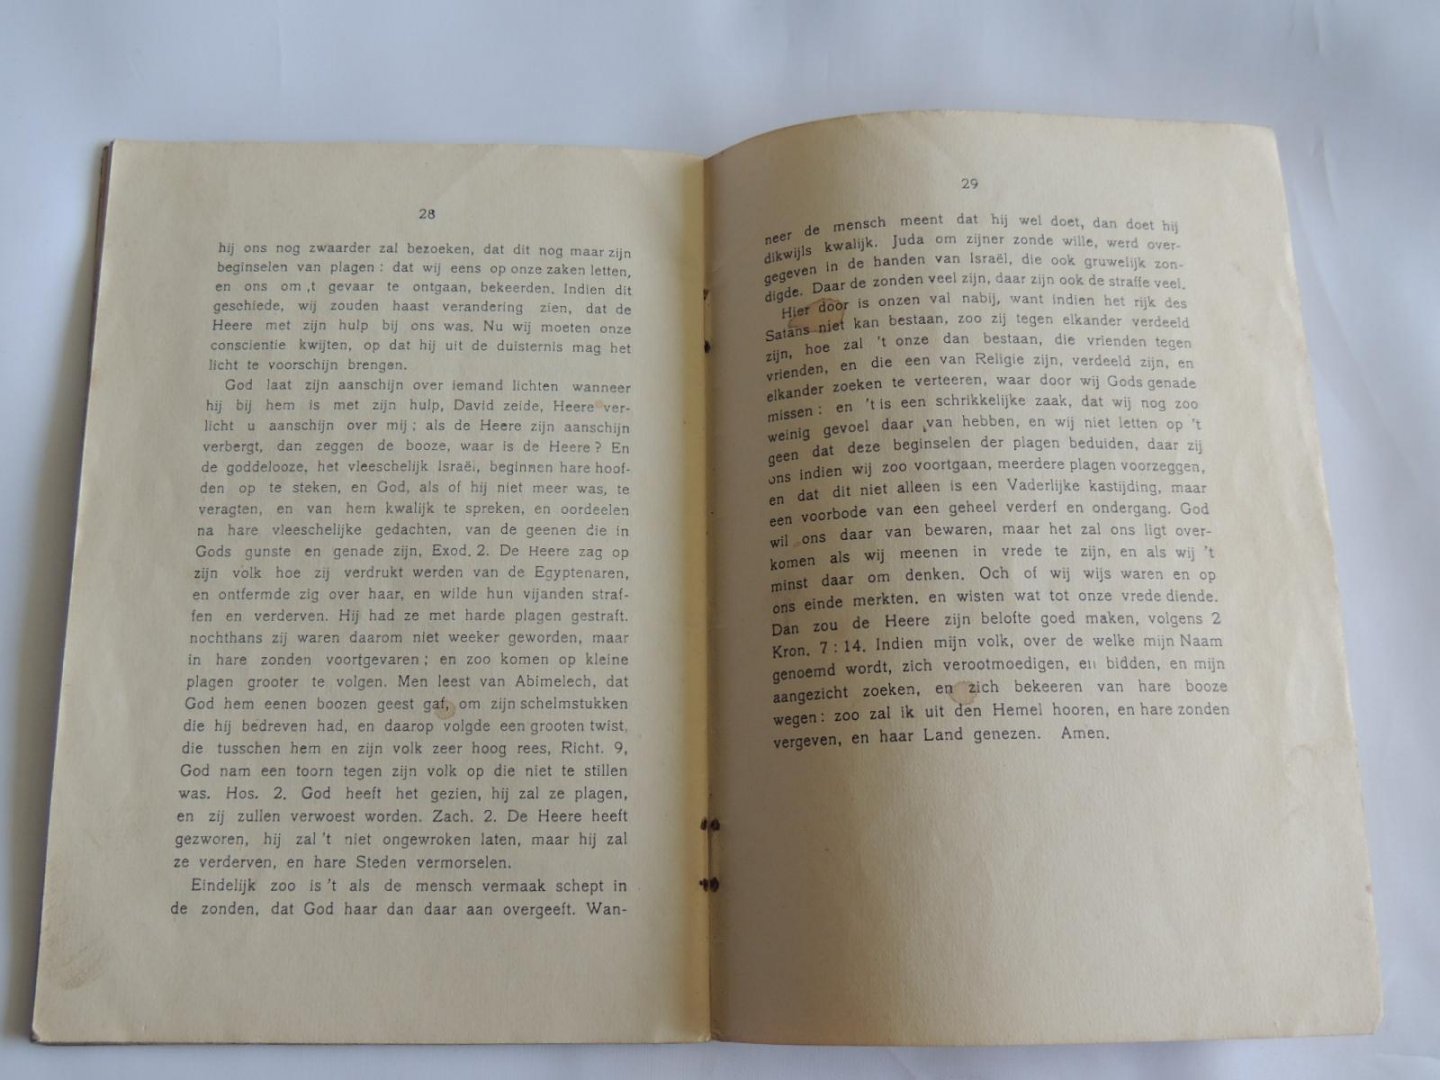 28
hij ons nog zwaarder zal bezoeken, dat dit nog maar zijn
beginselen van plagen : dat wij eens op onze zaken letten,
en ons om ,t gevaar te ontgaan, bekeerden. Indien dit
geschiede, wij zouden haast verandering zien, dat de
Heere met zijn hulp bij ons was. Nu wij moeten onze
conscientie kwijten, op dat hij uit de duisternis mag het
licht te voorschijn brengen.
God laat zijn aanschijn over iemand lichten wanneer
hij bij hem is met zijn hulp, David zeide, Heere ver-
licht u aanschijn over mij ; als de Heere zijn aanschijn
verbergt, dan zeggen de booze, waar is de Heere ? En
de goddelooze, het vleeschelijk Israël, beginnen hare hoof-
den op te steken, en God, als of hij niet meer was, te
veragten, en van hem kwalijk te spreken, en oordeelen
na hare vleeschelijke gedachten, van de geenen die in
Gods gunste en genade zijn, Exod. 2. De Heere zag op
zijn volk hoe zij verdrukt werden van de Egyptenaren,
en ontfermde zig over haar, en wilde hun vijanden straf-
fen en verderven. Hij had ze met harde plagen gestraft.
nochthans zij waren daarom niet weeker geworden, maar
in hare zonden voortgevaren ; en zoo komen op kleine
plagen grooter te volgen. Men leest van Abimelech, dat
God hem eenen boozen geest gaf, om zijn schelmstukken
die hij bedreven had, en daarop volgde een grooten twist,
die tusschen hem en zijn volk zeer hoog rees, Richt. 9,
God nam een toorn tegen zijn volk op die niet te stillen
was. Hos. 2. God heeft het gezien, hij zal ze plagen,
en zij zullen verwoest worden. Zach. 2. De Heere heeft
gezworen, hij zal 't niet ongewroken laten, maar hij zal
ze verderven, en hare Steden vermorselen.
Eindelijk zoo is 't als de mensch vermaak schept in
de zonden, dat God haar dan daar aan overgeeft. Wan-
29
neer de mensch meent dat hij wel doet, dan doet hij
dikwijls kwalijk. Juda om zijner zonde wille, werd over-
gegeven in de handen van Israël, die ook gruwelijk zon-
digde. Daar de zonden veel zijn, daar zijn ook de straffe veel.
Hier door is onzen val nabij, want indien het rijk des
Satans niet kan bestaan, zoo zij tegen elkander verdeeld
zijn, hoe zal 't onze dan bestaan, die vrienden tegen
vrienden, en die een van Religie zijn, verdeeld zijn, en
elkander zoeken te verteeren, waar door wij Gods genade
missen : en 't is een schrikkelijke zaak, dat wij nog zoo
weinig gevoel daar van hebben, en wij niet letten op 't
geen dat deze beginselen der plagen beduiden, daar zij
ons indien wij zoo voortgaan, meerdere plagen voorzeggen,
en dat dit niet alleen is een Vaderlijke kastijding, maar
een voorbode van een geheel verderf en ondergang. God
wil ons daar van bewaren, maar het zal ons ligt over-
komen als wij meenen in vrede te zijn, en als wij 't
minst daar om denken. Och of wij wijs waren en op
ons einde merkten. en wisten wat tot onze vrede diende.
Dan zou de Heere zijn belofte goed maken, volgens 2
Kron. 7 : 14. Indien mijn volk, over de welke mijn Naam
genoemd wordt, zich verootmoedigen, en bidden, en mijn
aangezicht zoeken, en zich bekeeren van hare booze
wegen : zoo zal ik uit den Hemel hooren, en hare zonden
vergeven, en haar Land genezen. Amen.